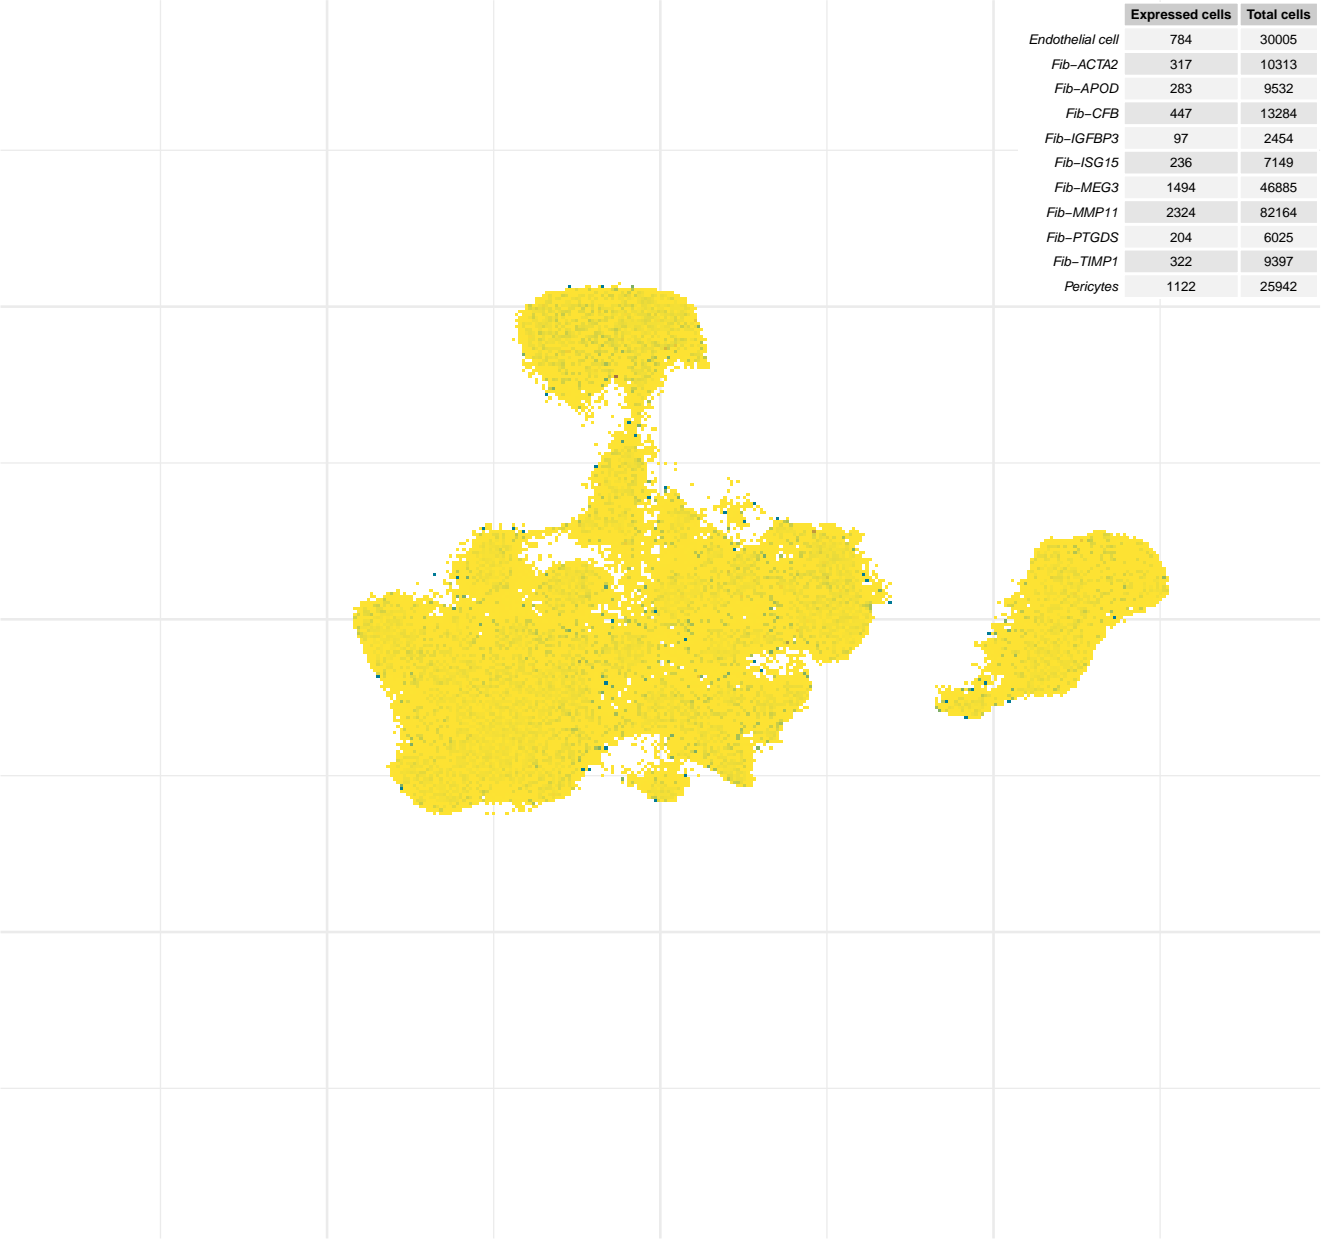 Expressed cells Total cells
Endothelial cell 784 30005
Fib−ACTA2 317 10313
Fib−APOD 283 9532
Fib−CFB 447 13284
Fib−IGFBP3 97 2454
Fib−ISG15 236 7149
Fib−MEG3 1494 46885
Fib−MMP11 2324 82164
Fib−PTGDS 204 6025
Fib−TIMP1 322 9397
Pericytes 1122 25942